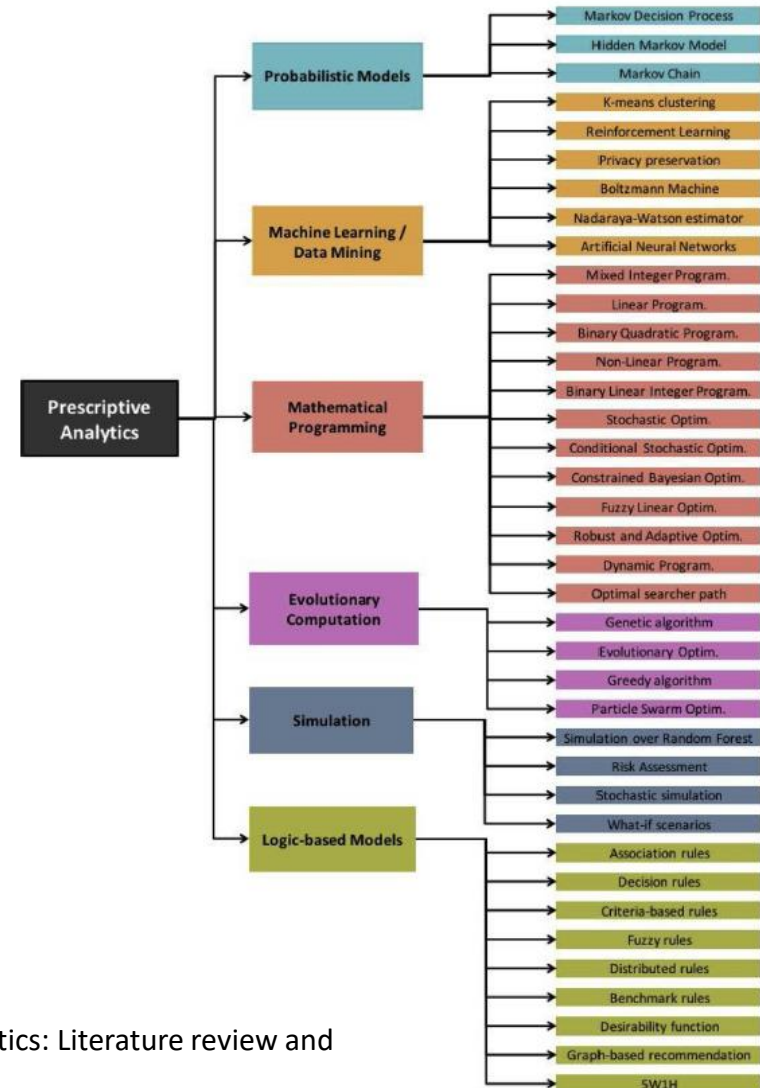 Prescriptive
Analytics
Probabilistic Models
Markov Decision Process
Hidden Markov Model
Markov Chain
Machine Learning /
Data Mining
K-means clustering
Reinforcement Learning
Privacy preservation
Boltzmann Machine
Nadaraya-Watson estimator
Artificial Neural Networks
Mathematical
Programming
Mixed Integer Program.
Linear Program.
Binary Quadratic Program.
Non-Linear Program.
Binary Linear Integer Program.
Stochastic Optim.
Conditional Stochastic Optim.
Constrained Bayesian Optim.
Fuzzy Linear Optim.
Robust and Adaptive Optim.
Dynamic Program.
Optimal searcher path
Evolutionary
Computation
Genetic algorithm
Evolutionary Optim.
Greedy algorithm
Particle Swarm Optim.
Simulation
Simulation over Random Forest
Risk Assessment
Stochastic simulation
What-if scenarios
Logic-based Models
Association rules
Decision rules
Criteria-based rules
Fuzzy rules
Distributed rules
Benchmark rules
Desirability function
Graph-based recommendation
5W1H
tics: Literature review and